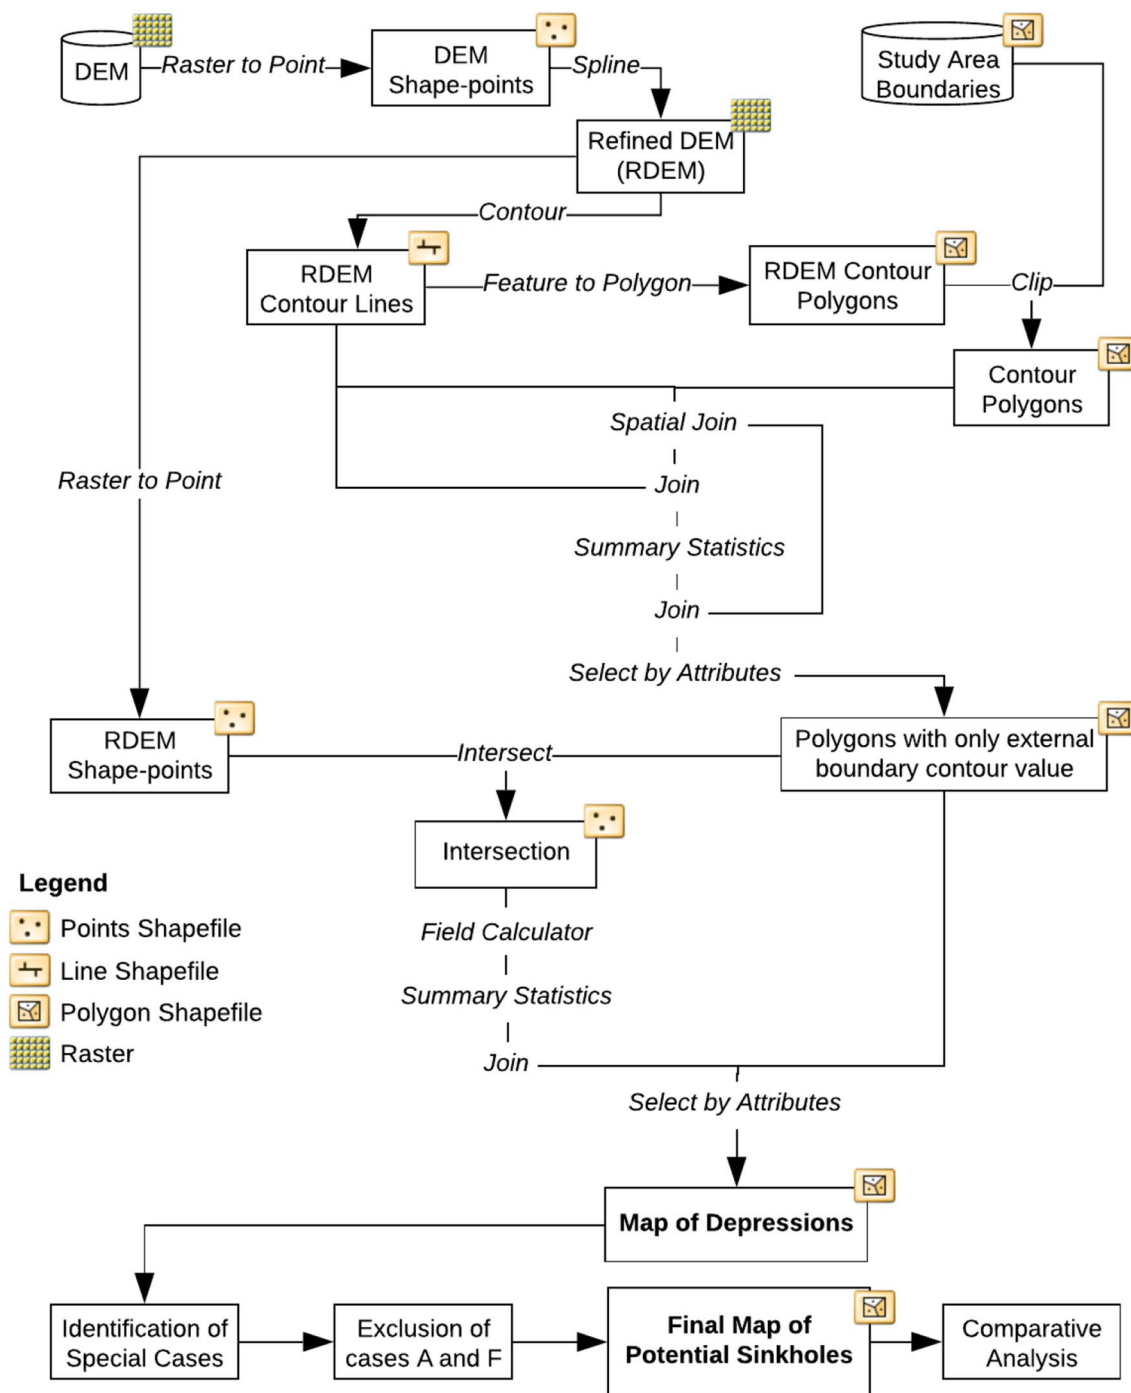 DEM
Raster to Point
DEM
Shape-points
Spline
Study Area
Boundaries
Refined DEM
(RDEM)
Contour
RDEM
Contour Lines
Feature to Polygon
RDEM Contour
Polygons
Clip
Contour
Polygons
Spatial Join
Join
Raster to Point
Summary Statistics
Join
Select by Attributes
RDEM
Shape-points
Intersect
Polygons with only external
boundary contour value
Intersection
Legend
Points Shapefile
Line Shapefile
Polygon Shapefile
Raster
Field Calculator
Summary Statistics
Join
Select by Attributes
Map of Depressions
Identification of
Special Cases
Exclusion of
cases A and F
Final Map of
Potential Sinkholes
Comparative
Analysis